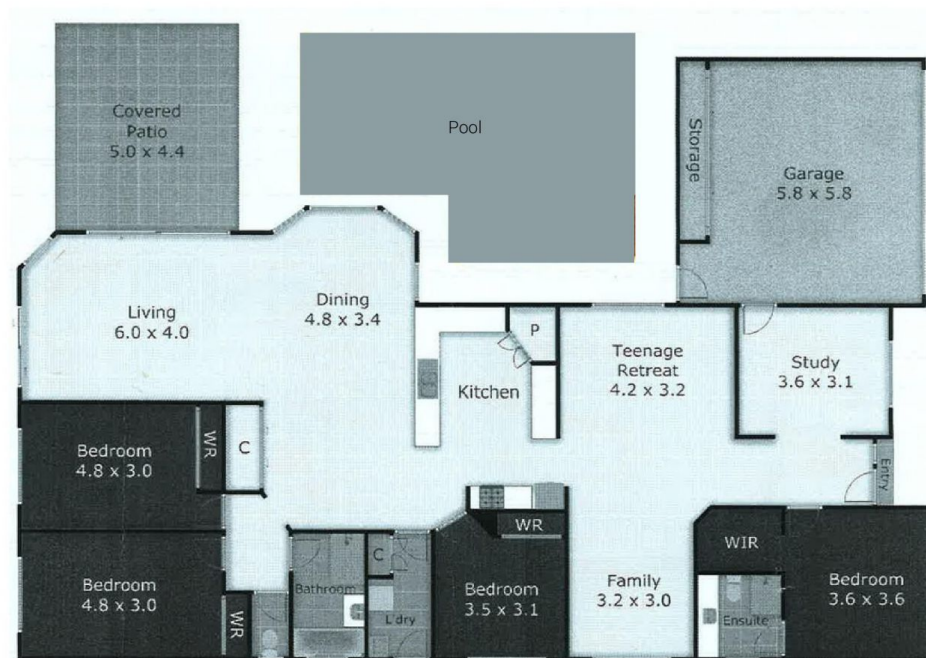 Covered
Patio
5.0 x 4.4
Pool
Storage
Garage
5.8 x 5.8
Living
6.0 x 4.0
Dining
4.8 x 3.4
P
Kitchen
Teenage
Retreat
4.2 x 3.2
Study
3.6 x 3.1
Bedroom
4.8 x 3.0
WR
C
Entry
Bedroom
4.8 x 3.0
WR
Bathroom
C
L'dry
WR
Bedroom
3.5 x 3.1
Family
3.2 x 3.0
WIR
Ensuite
Bedroom
3.6 x 3.6